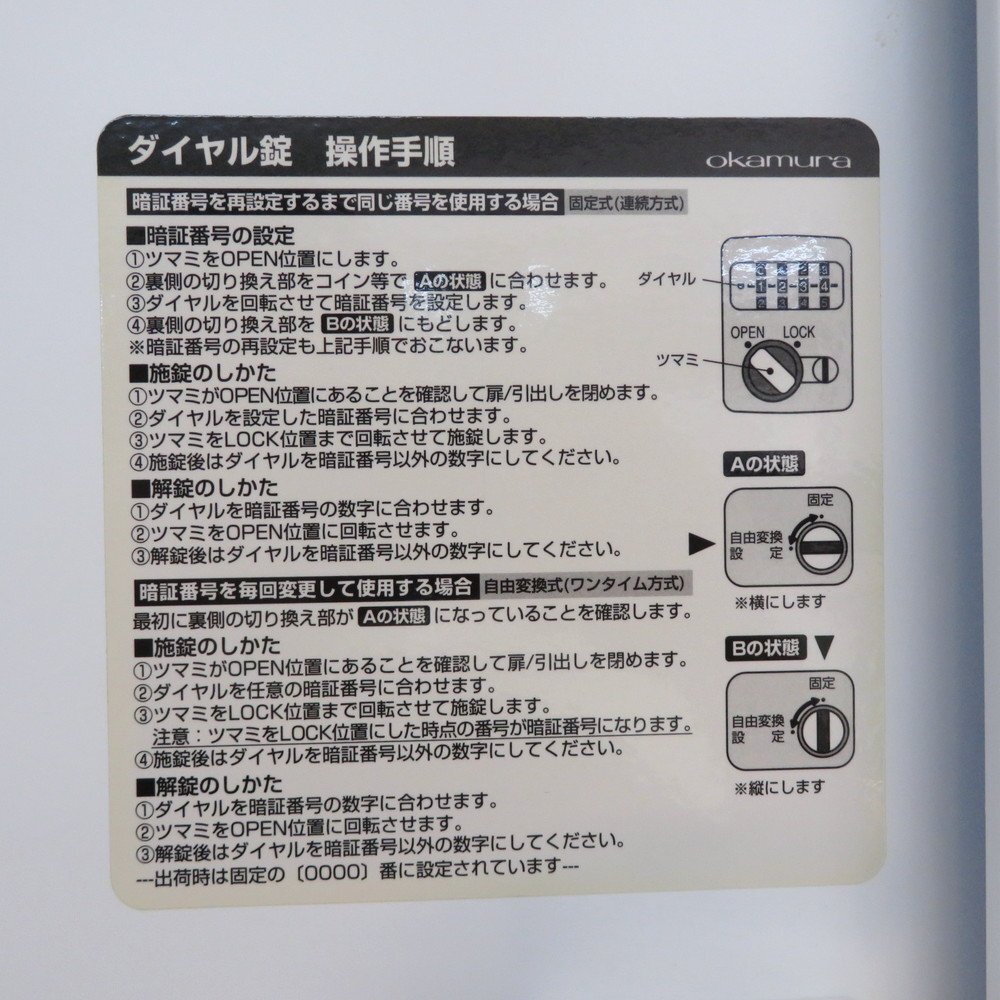 ダイヤル錠 操作手順
okamura
暗証番号を再設定するまで同じ番号を使用する場合 固定式(連続方式)
■暗証番号の設定
①ツマミをOPEN位置にします。
②裏側の切り換え部をコイン等で Aの状態 に合わせます。
③ダイヤルを回転させて暗証番号を設定します。
④裏側の切り換え部を Bの状態 にもどします。
※暗証番号の再設定も上記手順でおこないます。
■施錠のしかた
①ツマミがOPEN位置にあることを確認して扉/引出しを閉めます。
②ダイヤルを設定した暗証番号に合わせます。
③ツマミをLOCK位置まで回転させて施錠します。
④施錠後はダイヤルを暗証番号以外の数字にしてください。
■解錠のしかた
①ダイヤルを暗証番号の数字に合わせます。
②ツマミをOPEN位置に回転させます。
③解錠後はダイヤルを暗証番号以外の数字にしてください。
暗証番号を毎回変更して使用する場合 自由変換式(ワンタイム方式)
最初に裏側の切り換え部が Aの状態 になっていることを確認します。
■施錠のしかた
①ツマミがOPEN位置にあることを確認して扉/引出しを閉めます。
②ダイヤルを任意の暗証番号に合わせます。
③ツマミをLOCK位置まで回転させて施錠します。
注意：ツマミをLOCK位置にした時点の番号が暗証番号になります。
④施錠後はダイヤルを暗証番号以外の数字にしてください。
■解錠のしかた
①ダイヤルを暗証番号の数字に合わせます。
②ツマミをOPEN位置に回転させます。
③解錠後はダイヤルを暗証番号以外の数字にしてください。
---出荷時は固定の〔0000〕番に設定されています---
ダイヤル
1 2 3 4
OPEN LOCK
ツマミ
Aの状態
固定
自由変換
設 定
※横にします
Bの状態
固定
自由変換
設 定
※縦にします